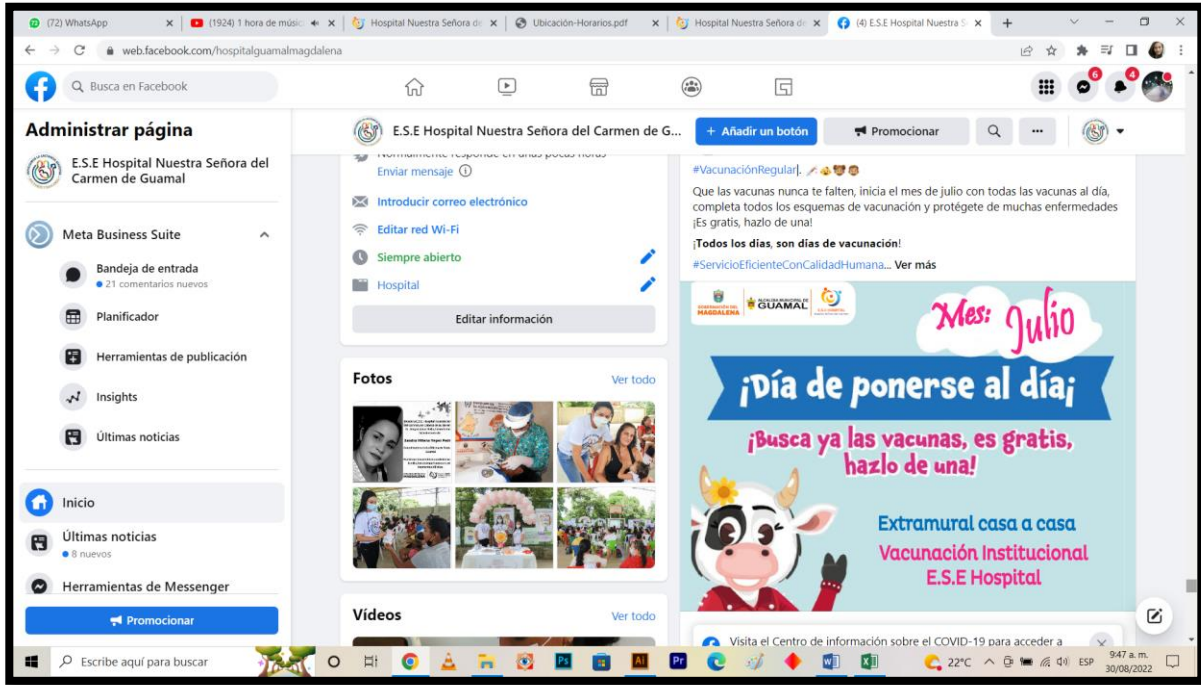 (72) WhatsApp
(1924) 1 hora de músic
Hospital Nuestra Señora de
Ubicación-Horarios.pdf
Hospital Nuestra Señora de
(4) E.S.E Hospital Nuestra S
web.facebook.com/hospitalguamalmagdalena
Busca en Facebook
6
4
Administrar página
E.S.E Hospital Nuestra Señora del
Carmen de Guamal
Meta Business Suite
Bandeja de entrada
21 comentarios nuevos
Planificador
Herramientas de publicación
Insights
Últimas noticias
Inicio
Últimas noticias
8 nuevos
Herramientas de Messenger
Promocionar
E.S.E Hospital Nuestra Señora del Carmen de G...
+ Añadir un botón
Promocionar
Normalmente responde en unas pocas horas
Enviar mensaje
Introducir correo electrónico
Editar red Wi-Fi
Siempre abierto
Hospital
Editar información
Fotos
Ver todo
Vídeos
Ver todo
#VacunaciónRegular|.
Que las vacunas nunca te falten, inicia el mes de julio con todas las vacunas al día,
completa todos los esquemas de vacunación y protégete de muchas enfermedades
¡Es gratis, hazlo de una!
¡Todos los días, son días de vacunación!
#ServicioEficienteConCalidadHumana... Ver más
MAGDALENA
GUAMAL
Mes: Julio
¡Día de ponerse al día¡
¡Busca ya las vacunas, es gratis,
hazlo de una!
Extramural casa a casa
Vacunación Institucional
E.S.E Hospital
Visita el Centro de información sobre el COVID-19 para acceder a
Escribe aquí para buscar
Ps
Ai
Pr
22°C
ESP
9:47 a. m.
30/08/2022